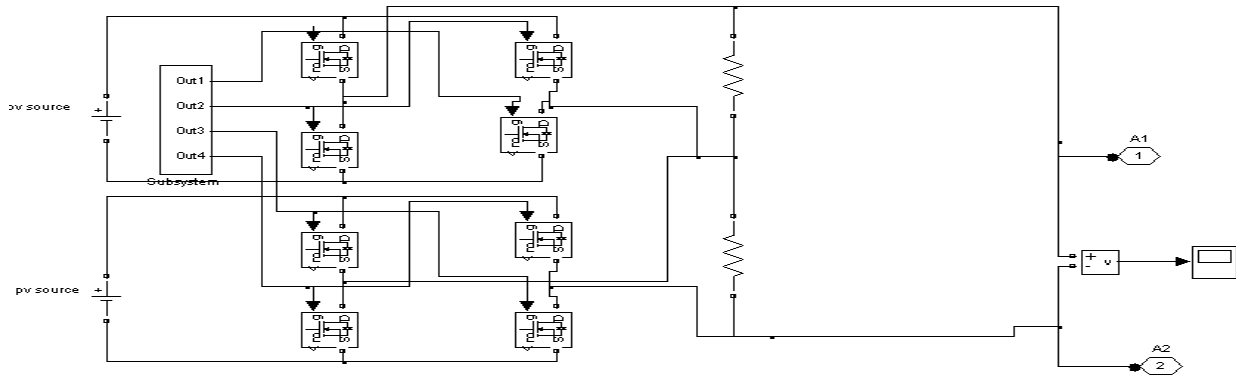 pv source
Out1
Out2
Out3
Out4
Subsystem
pv source
A1
1
+
-
v
A2
2